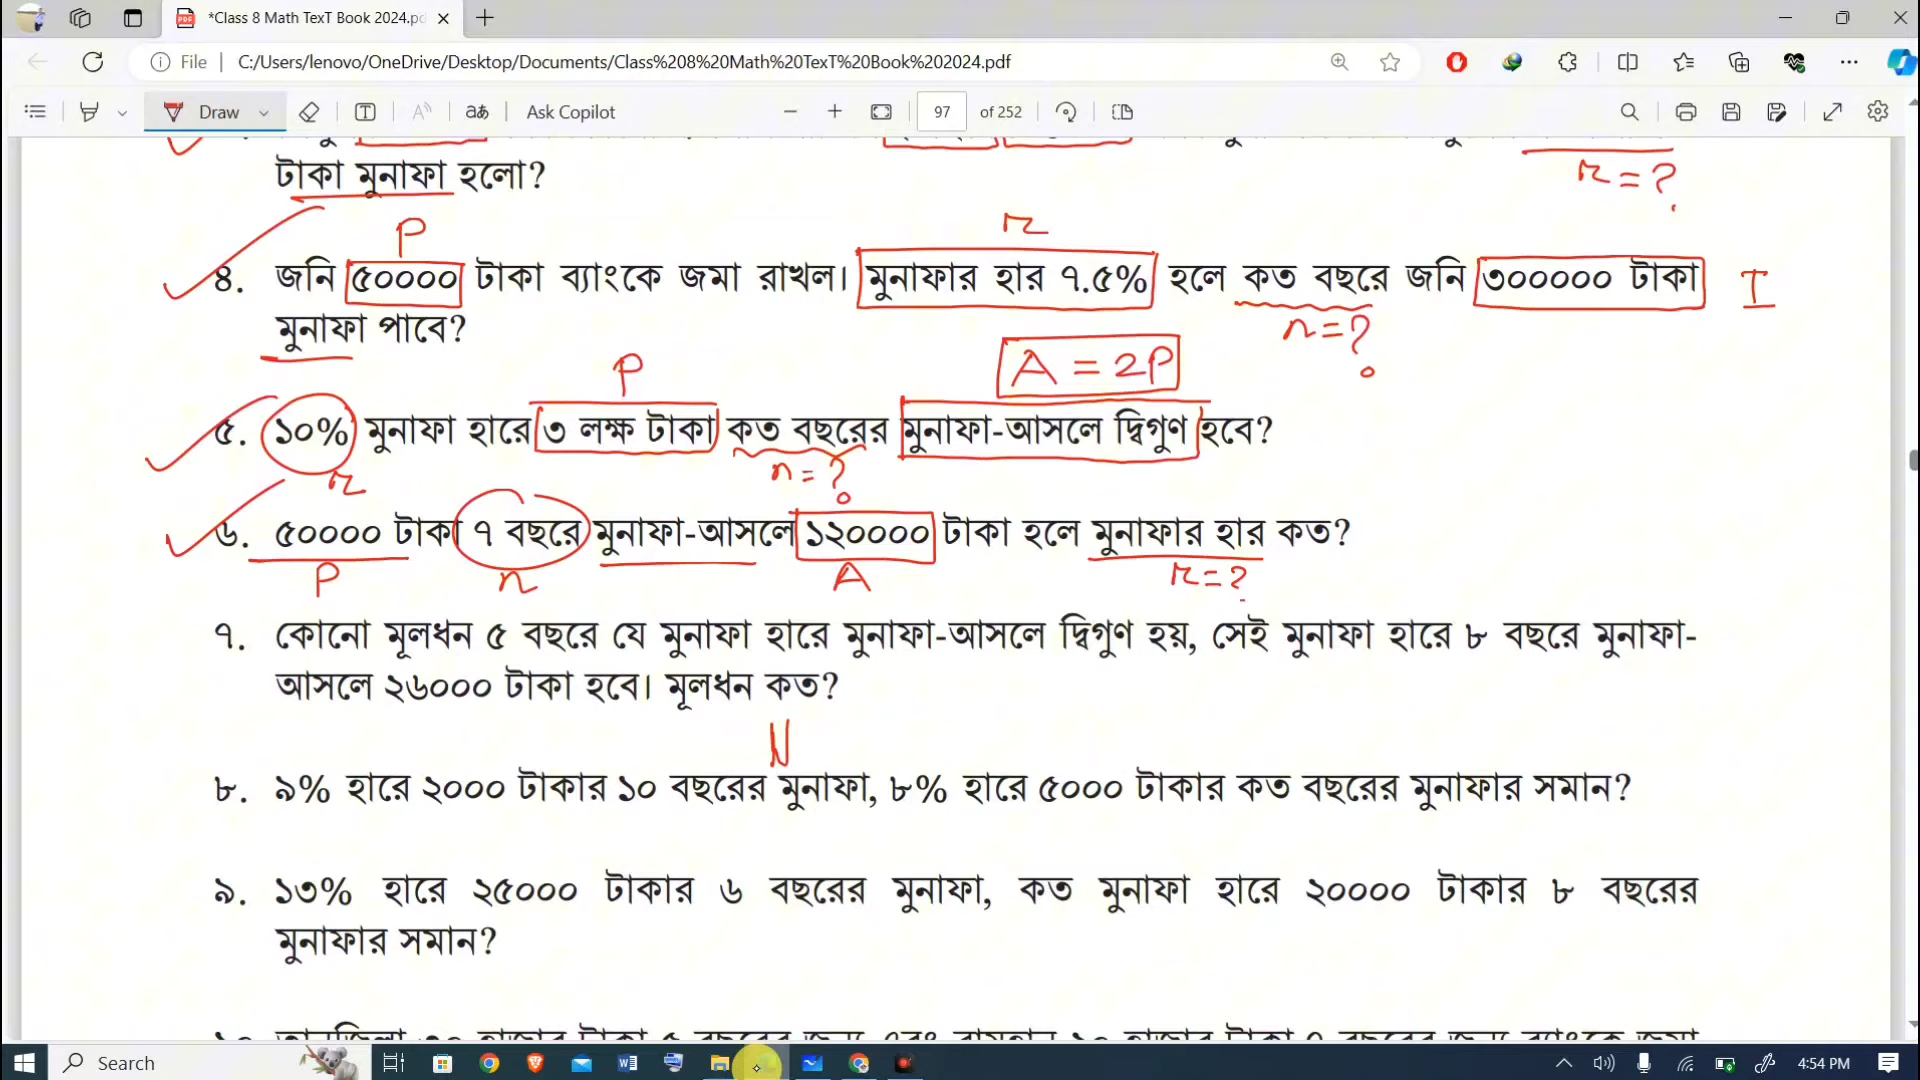 *Class 8 Math TexT Book 2024.pd
File C:/Users/lenovo/OneDrive/Desktop/Documents/Class%208%20Math%20TexT%20Book%202024.pdf
Draw Ask Copilot 97 of 252
টাকা মুনাফা হলো?
r = ?
P r
৪. জনি ৫০০০০ টাকা ব্যাংকে জমা রাখল। মুনাফার হার ৭.৫% হলে কত বছরে জনি ৩০০০০০ টাকা I
মুনাফা পাবে?
n = ?
P A = 2P
৫. ১০% মুনাফা হারে ৩ লক্ষ টাকা কত বছরের মুনাফা-আসলে দ্বিগুণ হবে?
r n = ?
৬. ৫০০০০ টাকা ৭ বছরে মুনাফা-আসলে ১২০০০০ টাকা হলে মুনাফার হার কত?
P n A r = ?
৭. কোনো মূলধন ৫ বছরে যে মুনাফা হারে মুনাফা-আসলে দ্বিগুণ হয়, সেই মুনাফা হারে ৮ বছরে মুনাফা-
আসলে ২৬০০০ টাকা হবে। মূলধন কত?
N
৮. ৯% হারে ২০০০ টাকার ১০ বছরের মুনাফা, ৮% হারে ৫০০০ টাকার কত বছরের মুনাফার সমান?
৯. ১৩% হারে ২৫০০০ টাকার ৬ বছরের মুনাফা, কত মুনাফা হারে ২০০০০ টাকার ৮ বছরের
মুনাফার সমান?
Search 4:54 PM